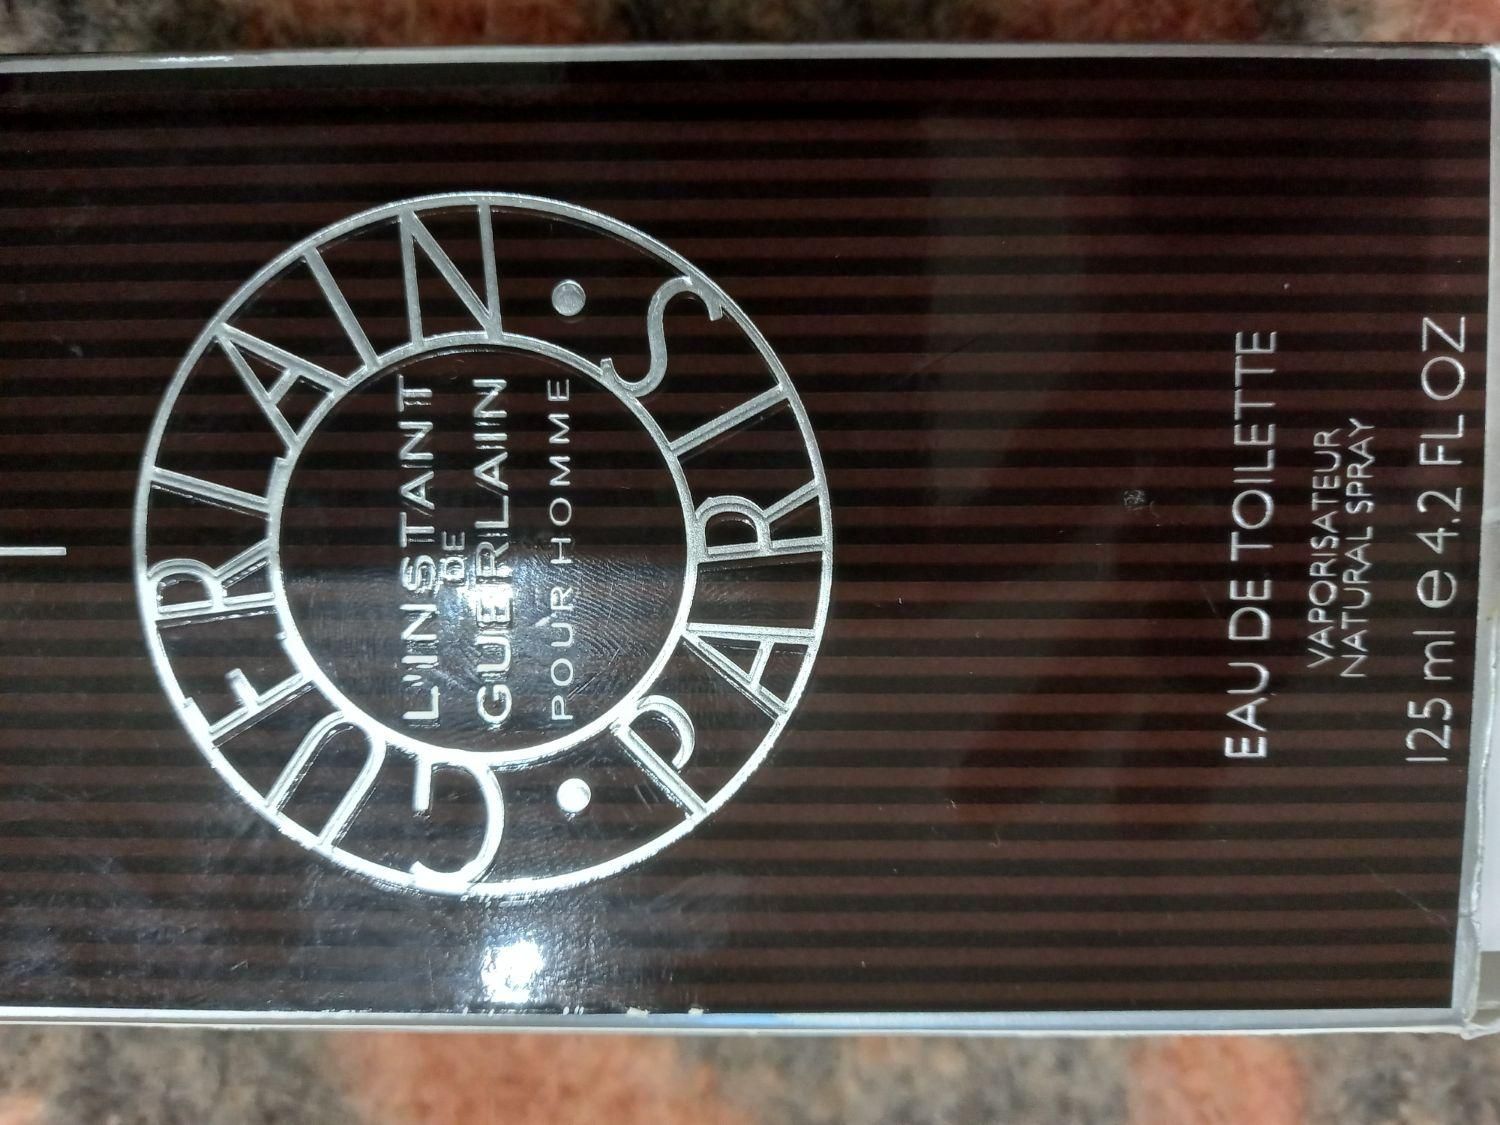 GUERLAIN
• PARIS •
L'INSTANT
DE
GUERLAIN
POUR HOMME
EAU DE TOILETTE
VAPORISATEUR
NATURAL SPRAY
125 ml e 4.2 FL OZ